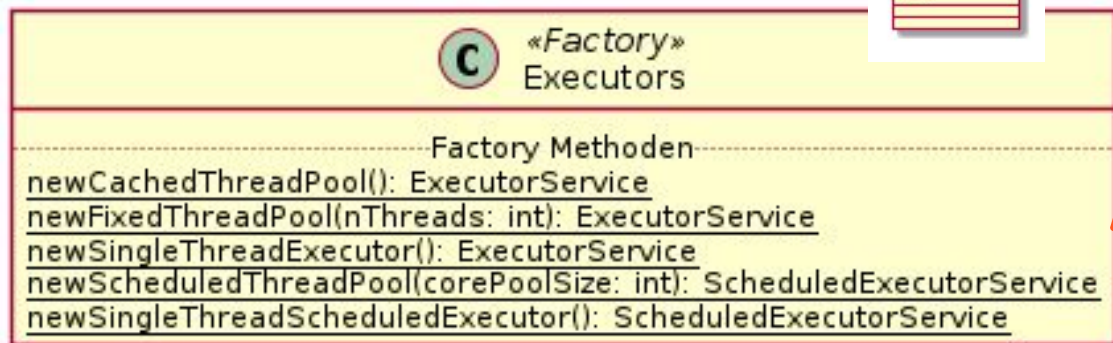 C «Factory»
Executors
Factory Methoden
newCachedThreadPool(): ExecutorService
newFixedThreadPool(nThreads: int): ExecutorService
newSingleThreadExecutor(): ExecutorService
newScheduledThreadPool(corePoolSize: int): ScheduledExecutorService
newSingleThreadScheduledExecutor(): ScheduledExecutorService